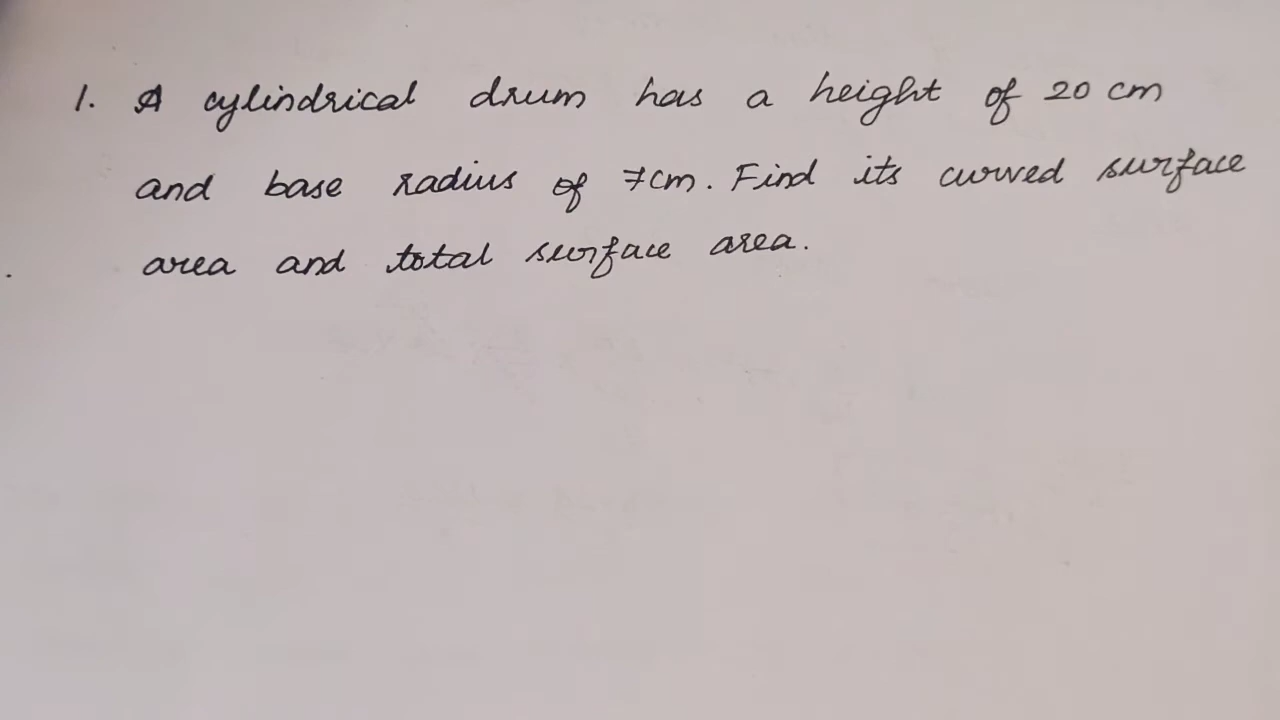 1. A cylindrical drum has a height of 20 cm
and base radius of 7cm. Find its curved surface
area and total surface area.